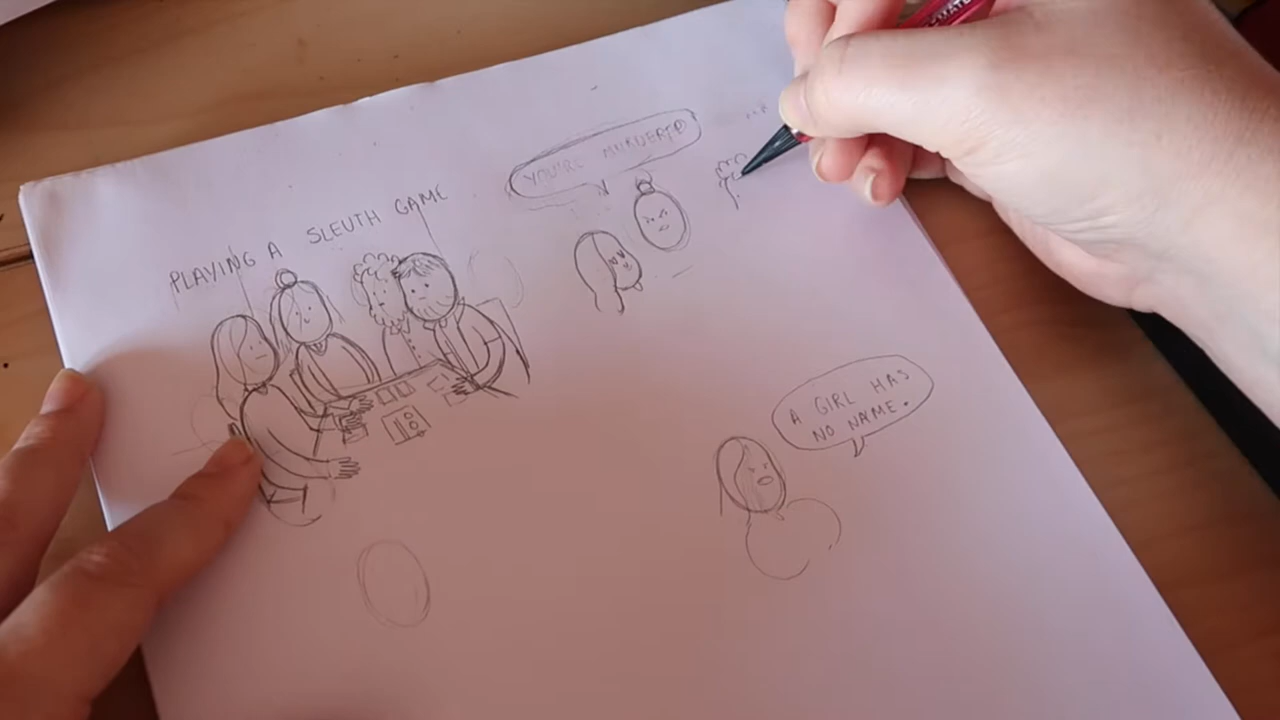 PLAYING A SLEUTH GAME
YOU'RE MURDERED
A GIRL HAS
NO NAME.